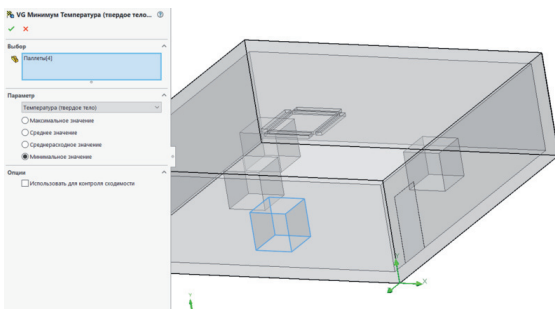 VG Минимум Температура (твердое тело...
Выбор
Паллеты[4]
Параметр
Температура (твердое тело)
Максимальное значение
Среднее значение
Среднерасходное значение
Минимальное значение
Опции
Использовать для контроля сходимости
Y
X
Y